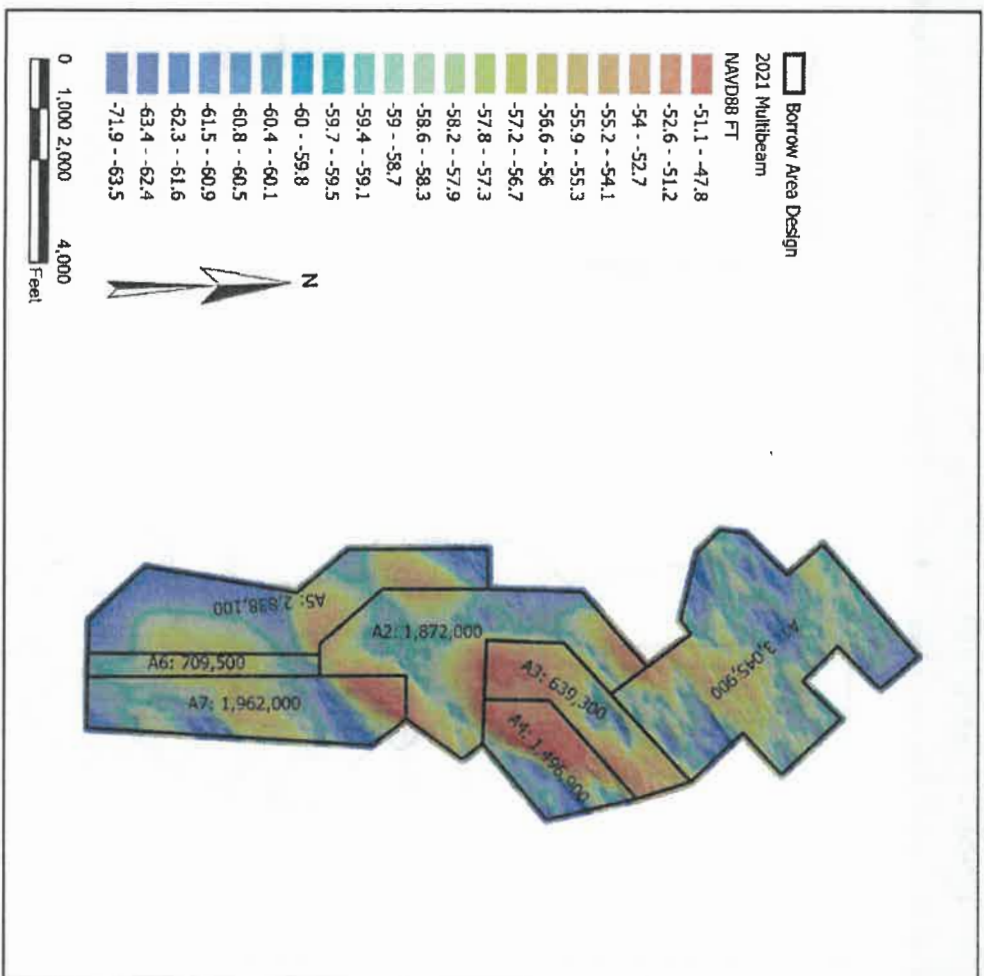 Borrow Area Design
2021 Multibeam
NAVD88 FT
-51.1 - -47.8
-52.6 - -51.2
-54 - -52.7
-55.2 - -54.1
-55.9 - -55.3
-56.6 - -56
-57.2 - -56.7
-57.8 - -57.3
-58.2 - -57.9
-58.6 - -58.3
-59 - -58.7
-59.4 - -59.1
-59.7 - -59.5
-60 - -59.8
-60.4 - -60.1
-60.8 - -60.5
-61.5 - -60.9
-62.3 - -61.6
-63.4 - -62.4
-71.9 - -63.5
0 1,000 2,000 4,000
Feet
N
3,045,900
A2: 1,872,000
A3: 639,300
A4: 1,496,900
A5: 2,838,100
A6: 709,500
A7: 1,962,000